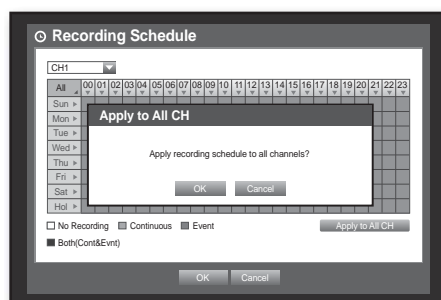 Recording Schedule
CH1
All 00 01 02 03 04 05 06 07 08 09 10 11 12 13 14 15 16 17 18 19 20 21 22 23
Sun
Mon
Tue
Wed
Thu
Fri
Sat
Hol
Apply to All CH
Apply recording schedule to all channels?
OK Cancel
No Recording Continuous Event Apply to All CH
Both(Cont&Evnt)
OK Cancel